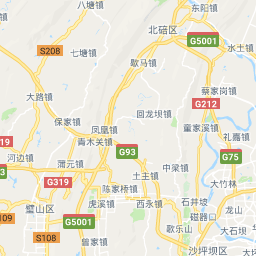 八塘镇
东阳镇
北碚区
G5001
水土镇
S208
七塘镇
歇马镇
蔡家岗镇
大路镇
G212
回龙坝镇
保家镇
凤凰镇
童家溪镇
礼嘉镇
青木关镇
G93
G75
河边镇
蒲元镇
中梁镇
土主镇
G319
大竹林
陈家桥镇
石井坡
109
璧山区
虎溪镇
西永镇
磁器口
G5001
大石坝
歌乐山
S108
曾家镇
沙坪坝区